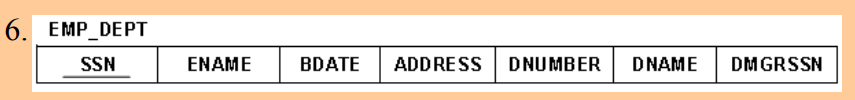 6. EMP_DEPT
SSN ENAME BDATE ADDRESS DNUMBER DNAME DMGRSSN